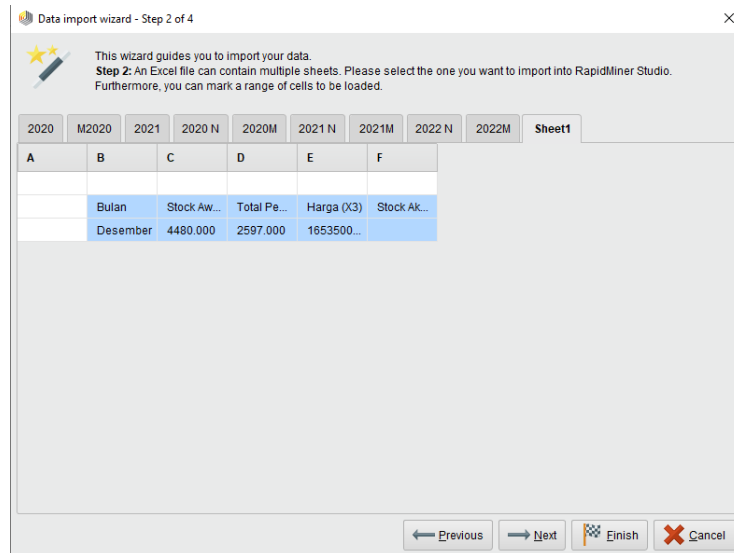 Data import wizard - Step 2 of 4
This wizard guides you to import your data.
Step 2: An Excel file can contain multiple sheets. Please select the one you want to import into RapidMiner Studio.
Furthermore, you can mark a range of cells to be loaded.
2020 M2020 2021 2020 N 2020M 2021 N 2021M 2022 N 2022M Sheet1
A B C D E F
Bulan Stock Aw... Total Pe... Harga (X3) Stock Ak...
Desember 4480.000 2597.000 1653500...
Previous Next Finish Cancel